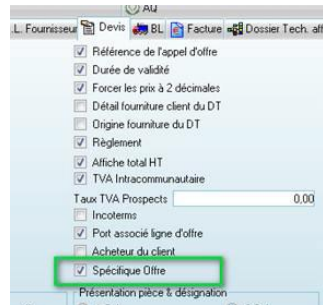 AQ
.L. Fournisseur Devis BL Facture Dossier Tech. aff
Référence de l'appel d'offre
Durée de validité
Forcer les prix à 2 décimales
Détail fourniture client du DT
Origine fourniture du DT
Règlement
Affiche total HT
TVA Intracommunautaire
Taux TVA Prospects 0,00
Incoterms
Port associé ligne d'offre
Acheteur du client
Spécifique Offre
Présentation pièce & désignation